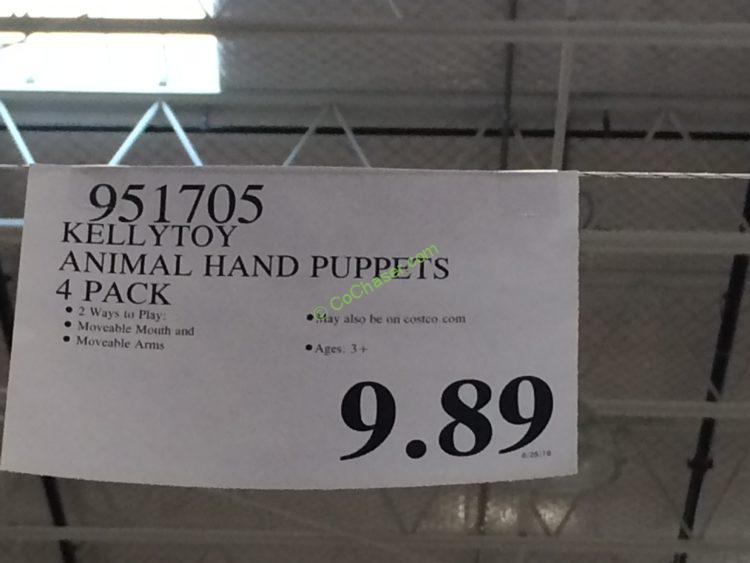 951705
KELLYTOY
ANIMAL HAND PUPPETS
4 PACK
• 2 Ways to Play:
• Moveable Mouth and
• Moveable Arms
• May also be on costco.com
• Ages: 3+
9.89
© CoChaser.com